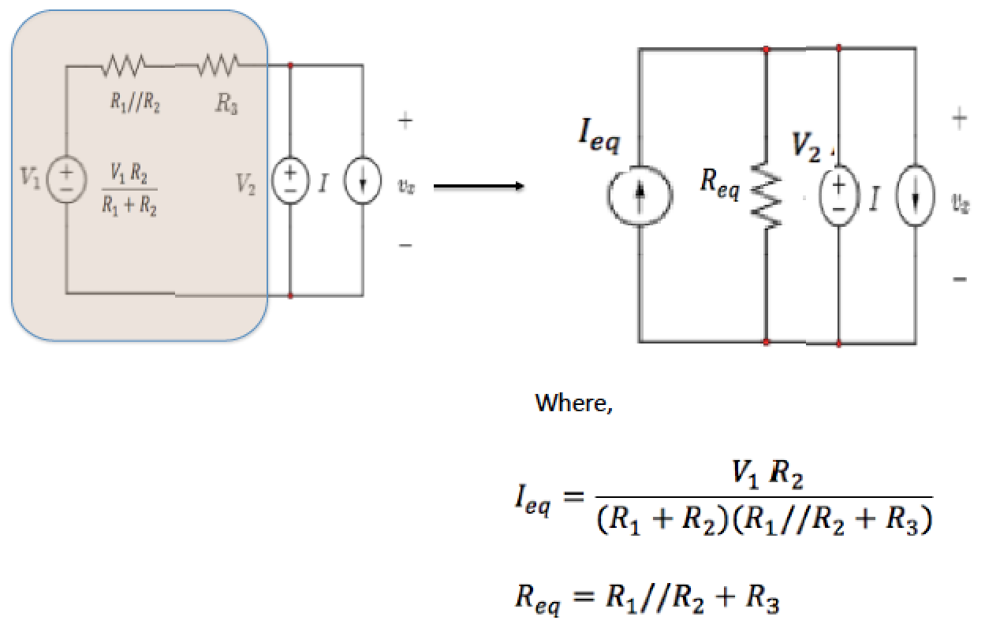 R₁//R₂ R₃
V₁ + − V₁ R₂ / R₁ + R₂ V₂ + − I + vₓ −
I_eq R_eq V₂ + − I + vₓ −
Where,
I_eq = V₁ R₂ / (R₁ + R₂)(R₁//R₂ + R₃)
R_eq = R₁//R₂ + R₃